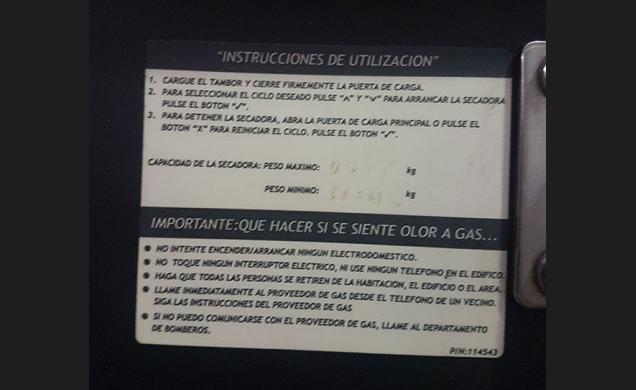 "INSTRUCCIONES DE UTILIZACION"
1. CARGUE EL TAMBOR Y CIERRE FIRMEMENTE LA PUERTA DE CARGA.
2. PARA SELECCIONAR EL CICLO DESEADO PULSE "∧" Y "∨" PARA ARRANCAR LA SECADORA
PULSE EL BOTON "✓".
3. PARA DETENER LA SECADORA, ABRA LA PUERTA DE CARGA PRINCIPAL O PULSE EL
BOTON "X" PARA REINICIAR EL CICLO. PULSE EL BOTON "✓".
CAPACIDAD DE LA SECADORA: PESO MAXIMO: kg
PESO MINIMO: kg
IMPORTANTE:QUE HACER SI SE SIENTE OLOR A GAS...
● NO INTENTE ENCENDER/ARRANCAR NINGUN ELECTRODOMESTICO.
● NO TOQUE NINGUN INTERRUPTOR ELECTRICO, NI USE NINGUN TELEFONO EN EL EDIFICO.
● HAGA QUE TODAS LAS PERSONAS SE RETIREN DE LA HABITACION, EL EDIFICIO O EL AREA.
● LLAME INMEDIATAMENTE AL PROVEEDOR DE GAS DESDE EL TELEFONO DE UN VECINO.
SIGA LAS INSTRUCCIONES DEL PROVEEDOR DE GAS
● SI NO PUEDO COMUNICARSE CON EL PROVEEDOR DE GAS, LLAME AL DEPARTAMENTO
DE BOMBEROS.
P/N:114543